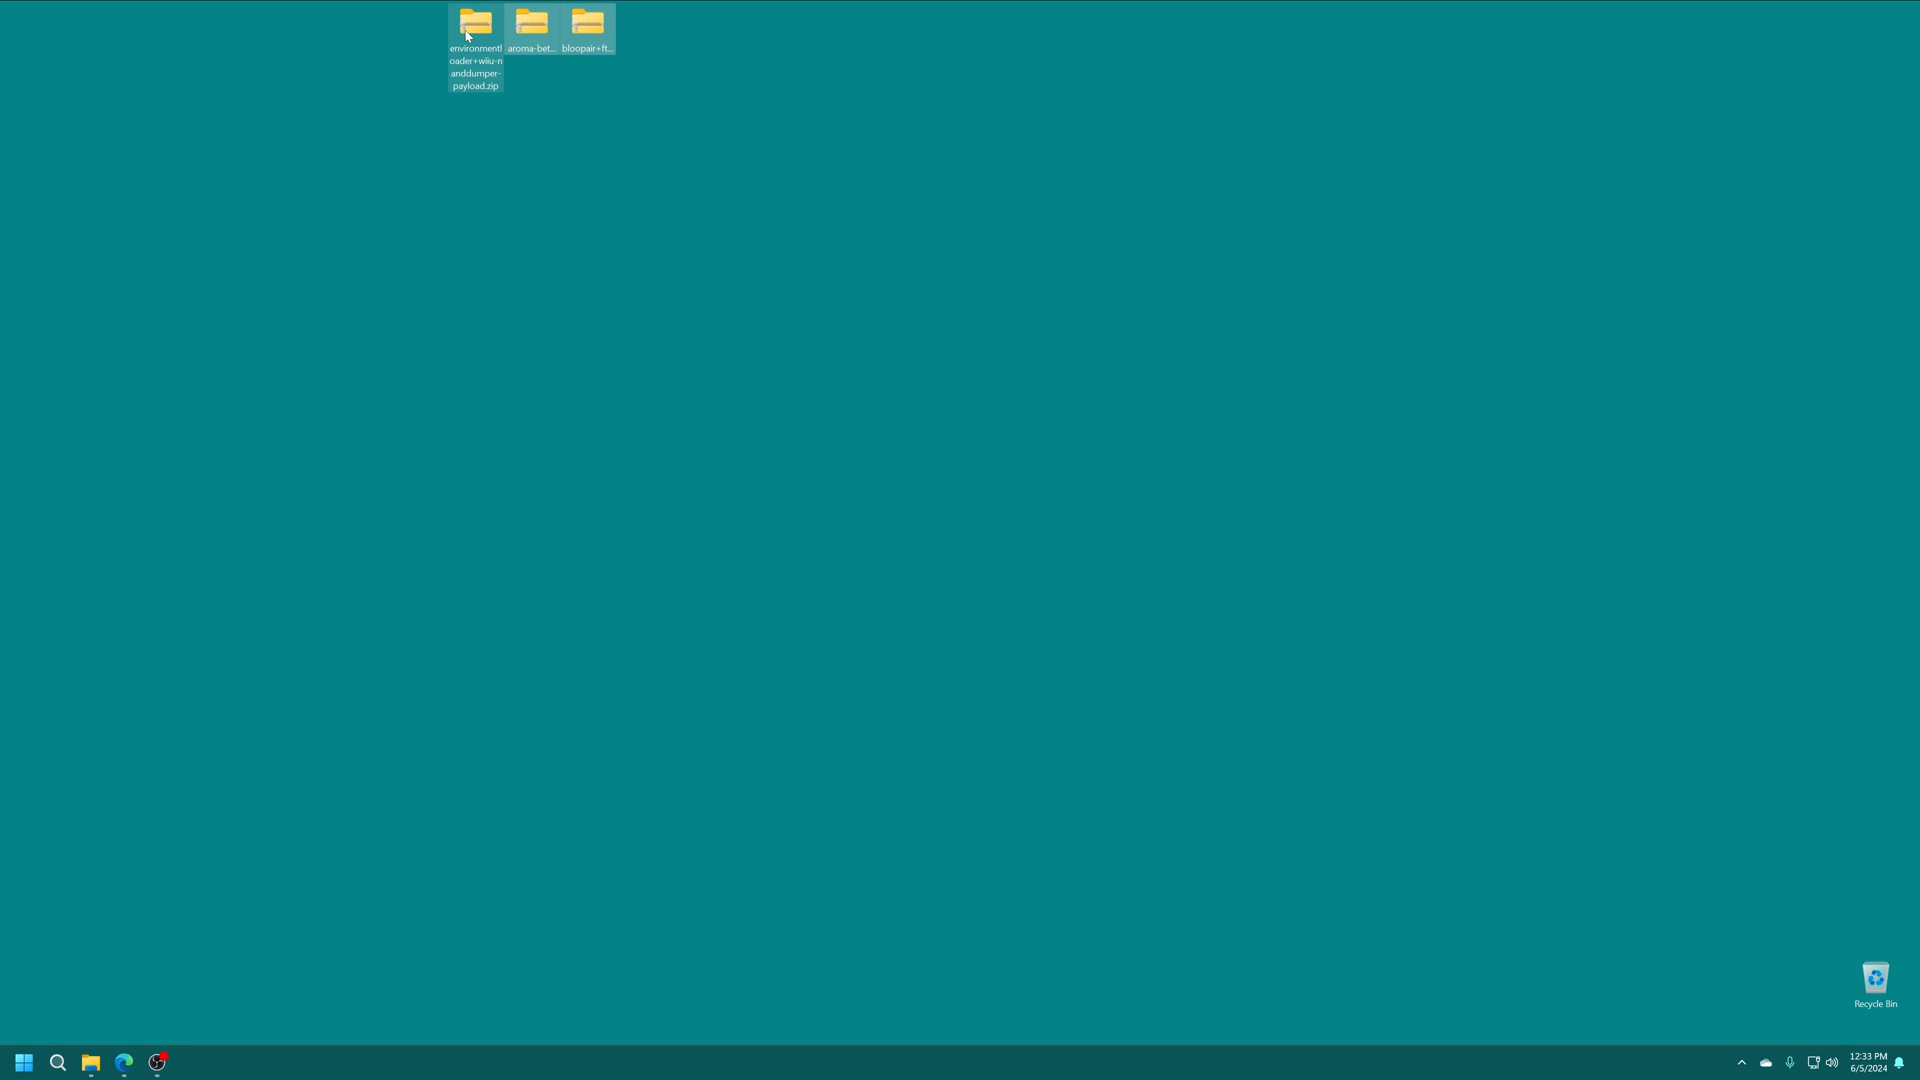 environmentl
oader+wiiu-n
anddumper-
payload.zip
aroma-bet...
bloopair+ft...
Recycle Bin
12:33 PM
6/5/2024